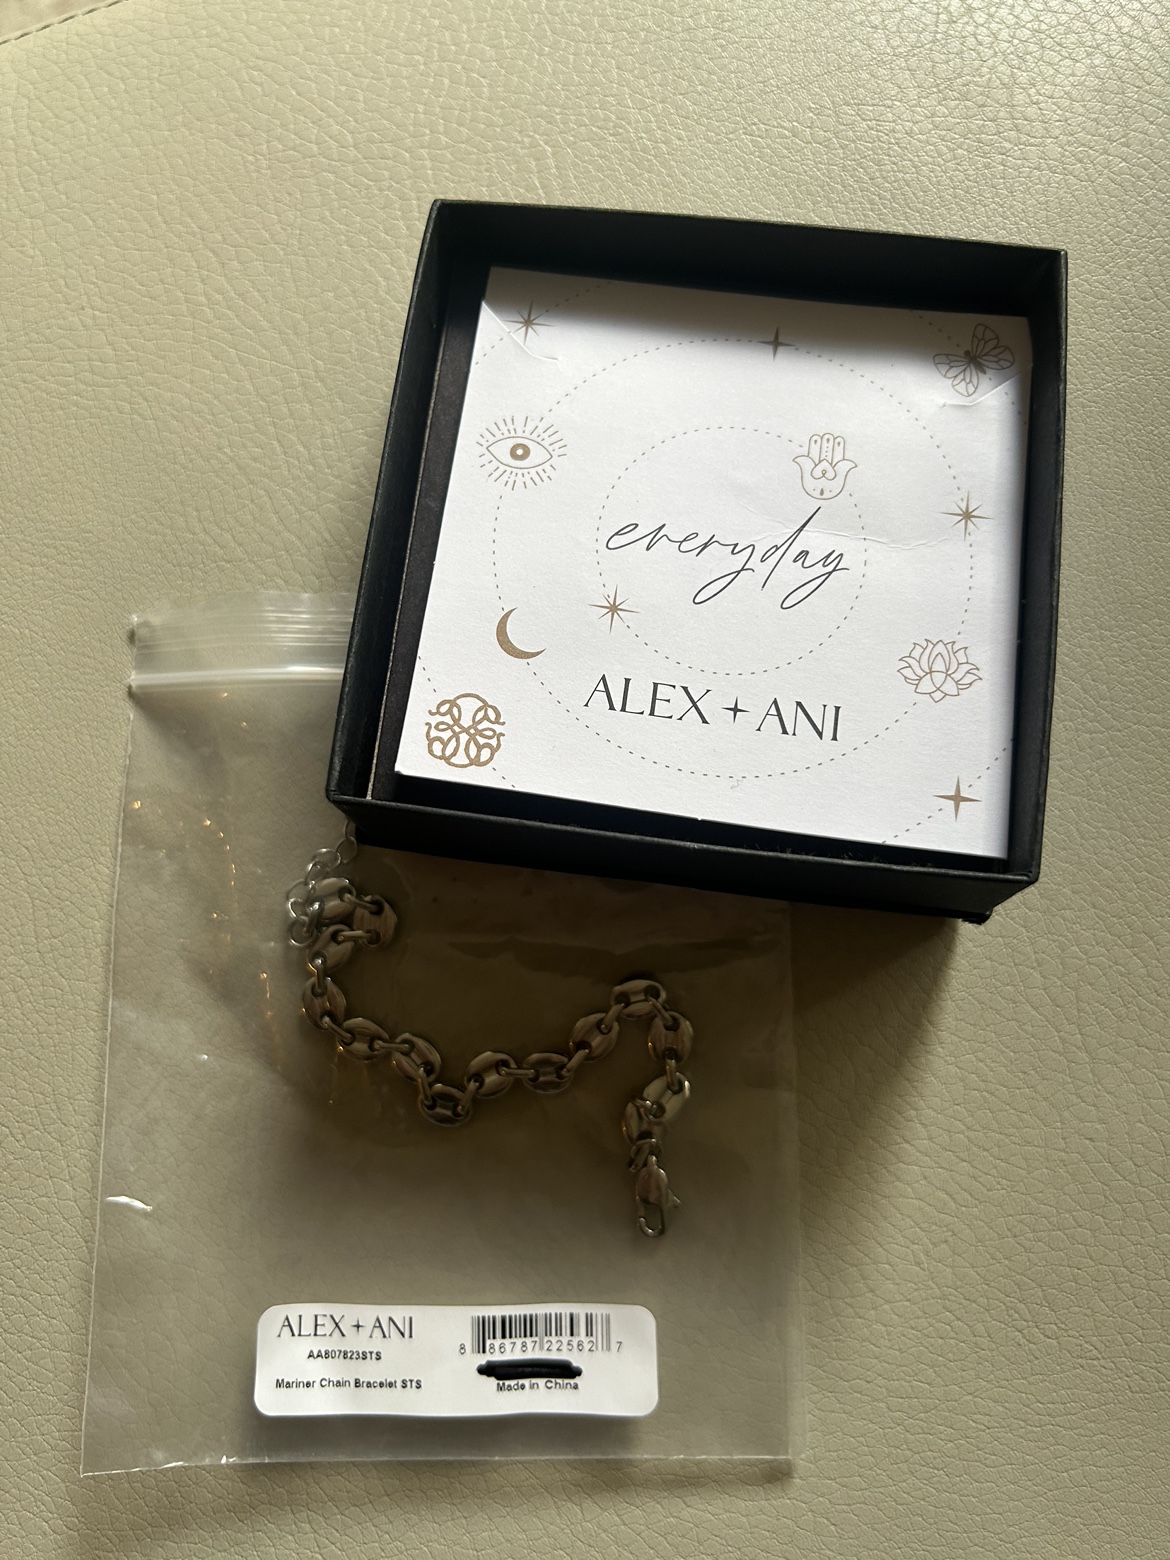 everyday
ALEX + ANI
ALEX + ANI
AA807823STS
Mariner Chain Bracelet STS
8 86787 22562 7
Made in China